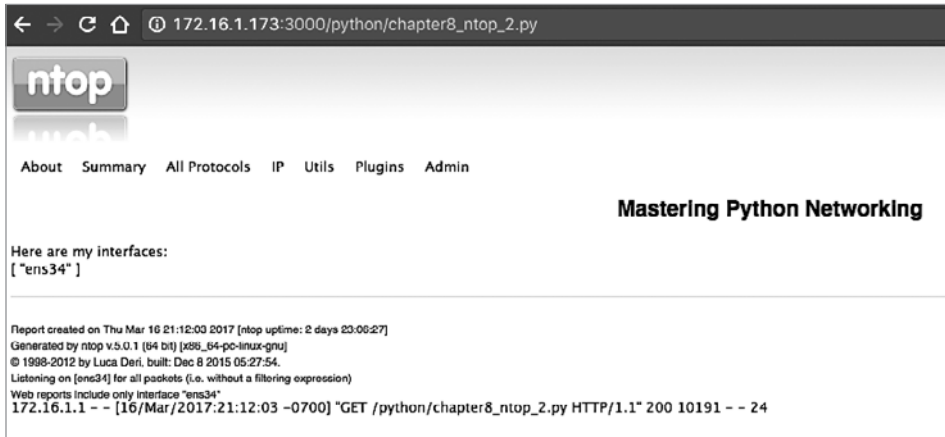 172.16.1.173:3000/python/chapter8_ntop_2.py
ntop
About Summary All Protocols IP Utils Plugins Admin
Mastering Python Networking
Here are my interfaces:
[ "ens34" ]
Report created on Thu Mar 16 21:12:03 2017 [ntop uptime: 2 days 23:06:27]
Generated by ntop v.5.0.1 (64 bit) [x86_64-pc-linux-gnu]
© 1998-2012 by Luca Deri, built: Dec 8 2015 05:27:54.
Listening on [ens34] for all packets (i.e. without a filtering expression)
Web reports include only interface "ens34"
172.16.1.1 - - [16/Mar/2017:21:12:03 -0700] "GET /python/chapter8_ntop_2.py HTTP/1.1" 200 10191 - - 24